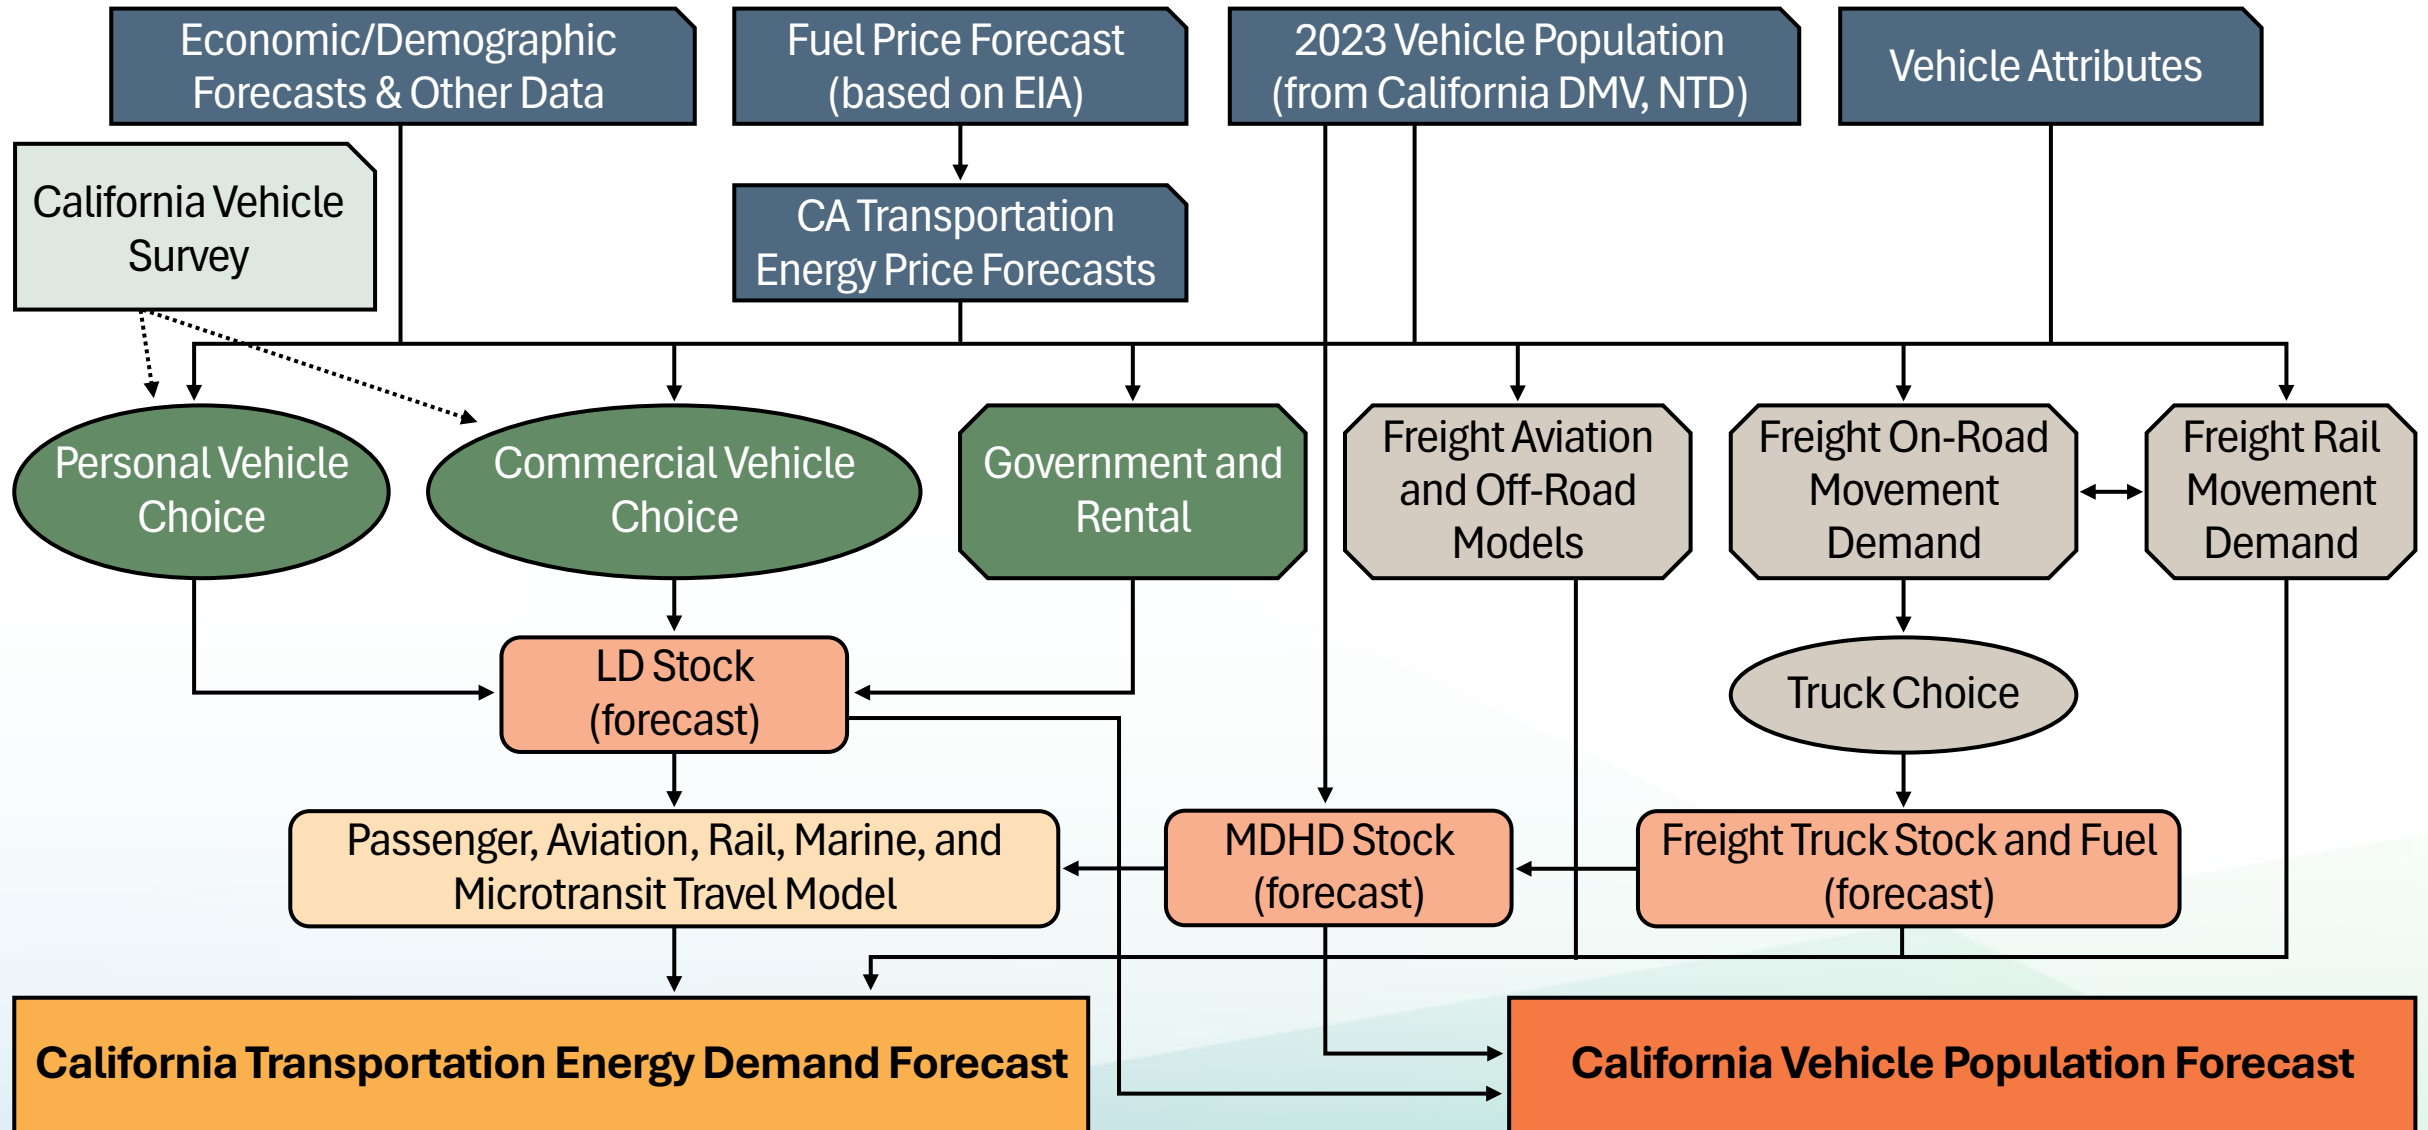 Economic/Demographic
Forecasts & Other Data
Fuel Price Forecast
(based on EIA)
2023 Vehicle Population
(from California DMV, NTD)
Vehicle Attributes
California Vehicle
Survey
CA Transportation
Energy Price Forecasts
Personal Vehicle
Choice
Commercial Vehicle
Choice
Government and
Rental
Freight Aviation
and Off-Road
Models
Freight On-Road
Movement
Demand
Freight Rail
Movement
Demand
LD Stock
(forecast)
Truck Choice
Passenger, Aviation, Rail, Marine, and
Microtransit Travel Model
MDHD Stock
(forecast)
Freight Truck Stock and Fuel
(forecast)
California Transportation Energy Demand Forecast
California Vehicle Population Forecast